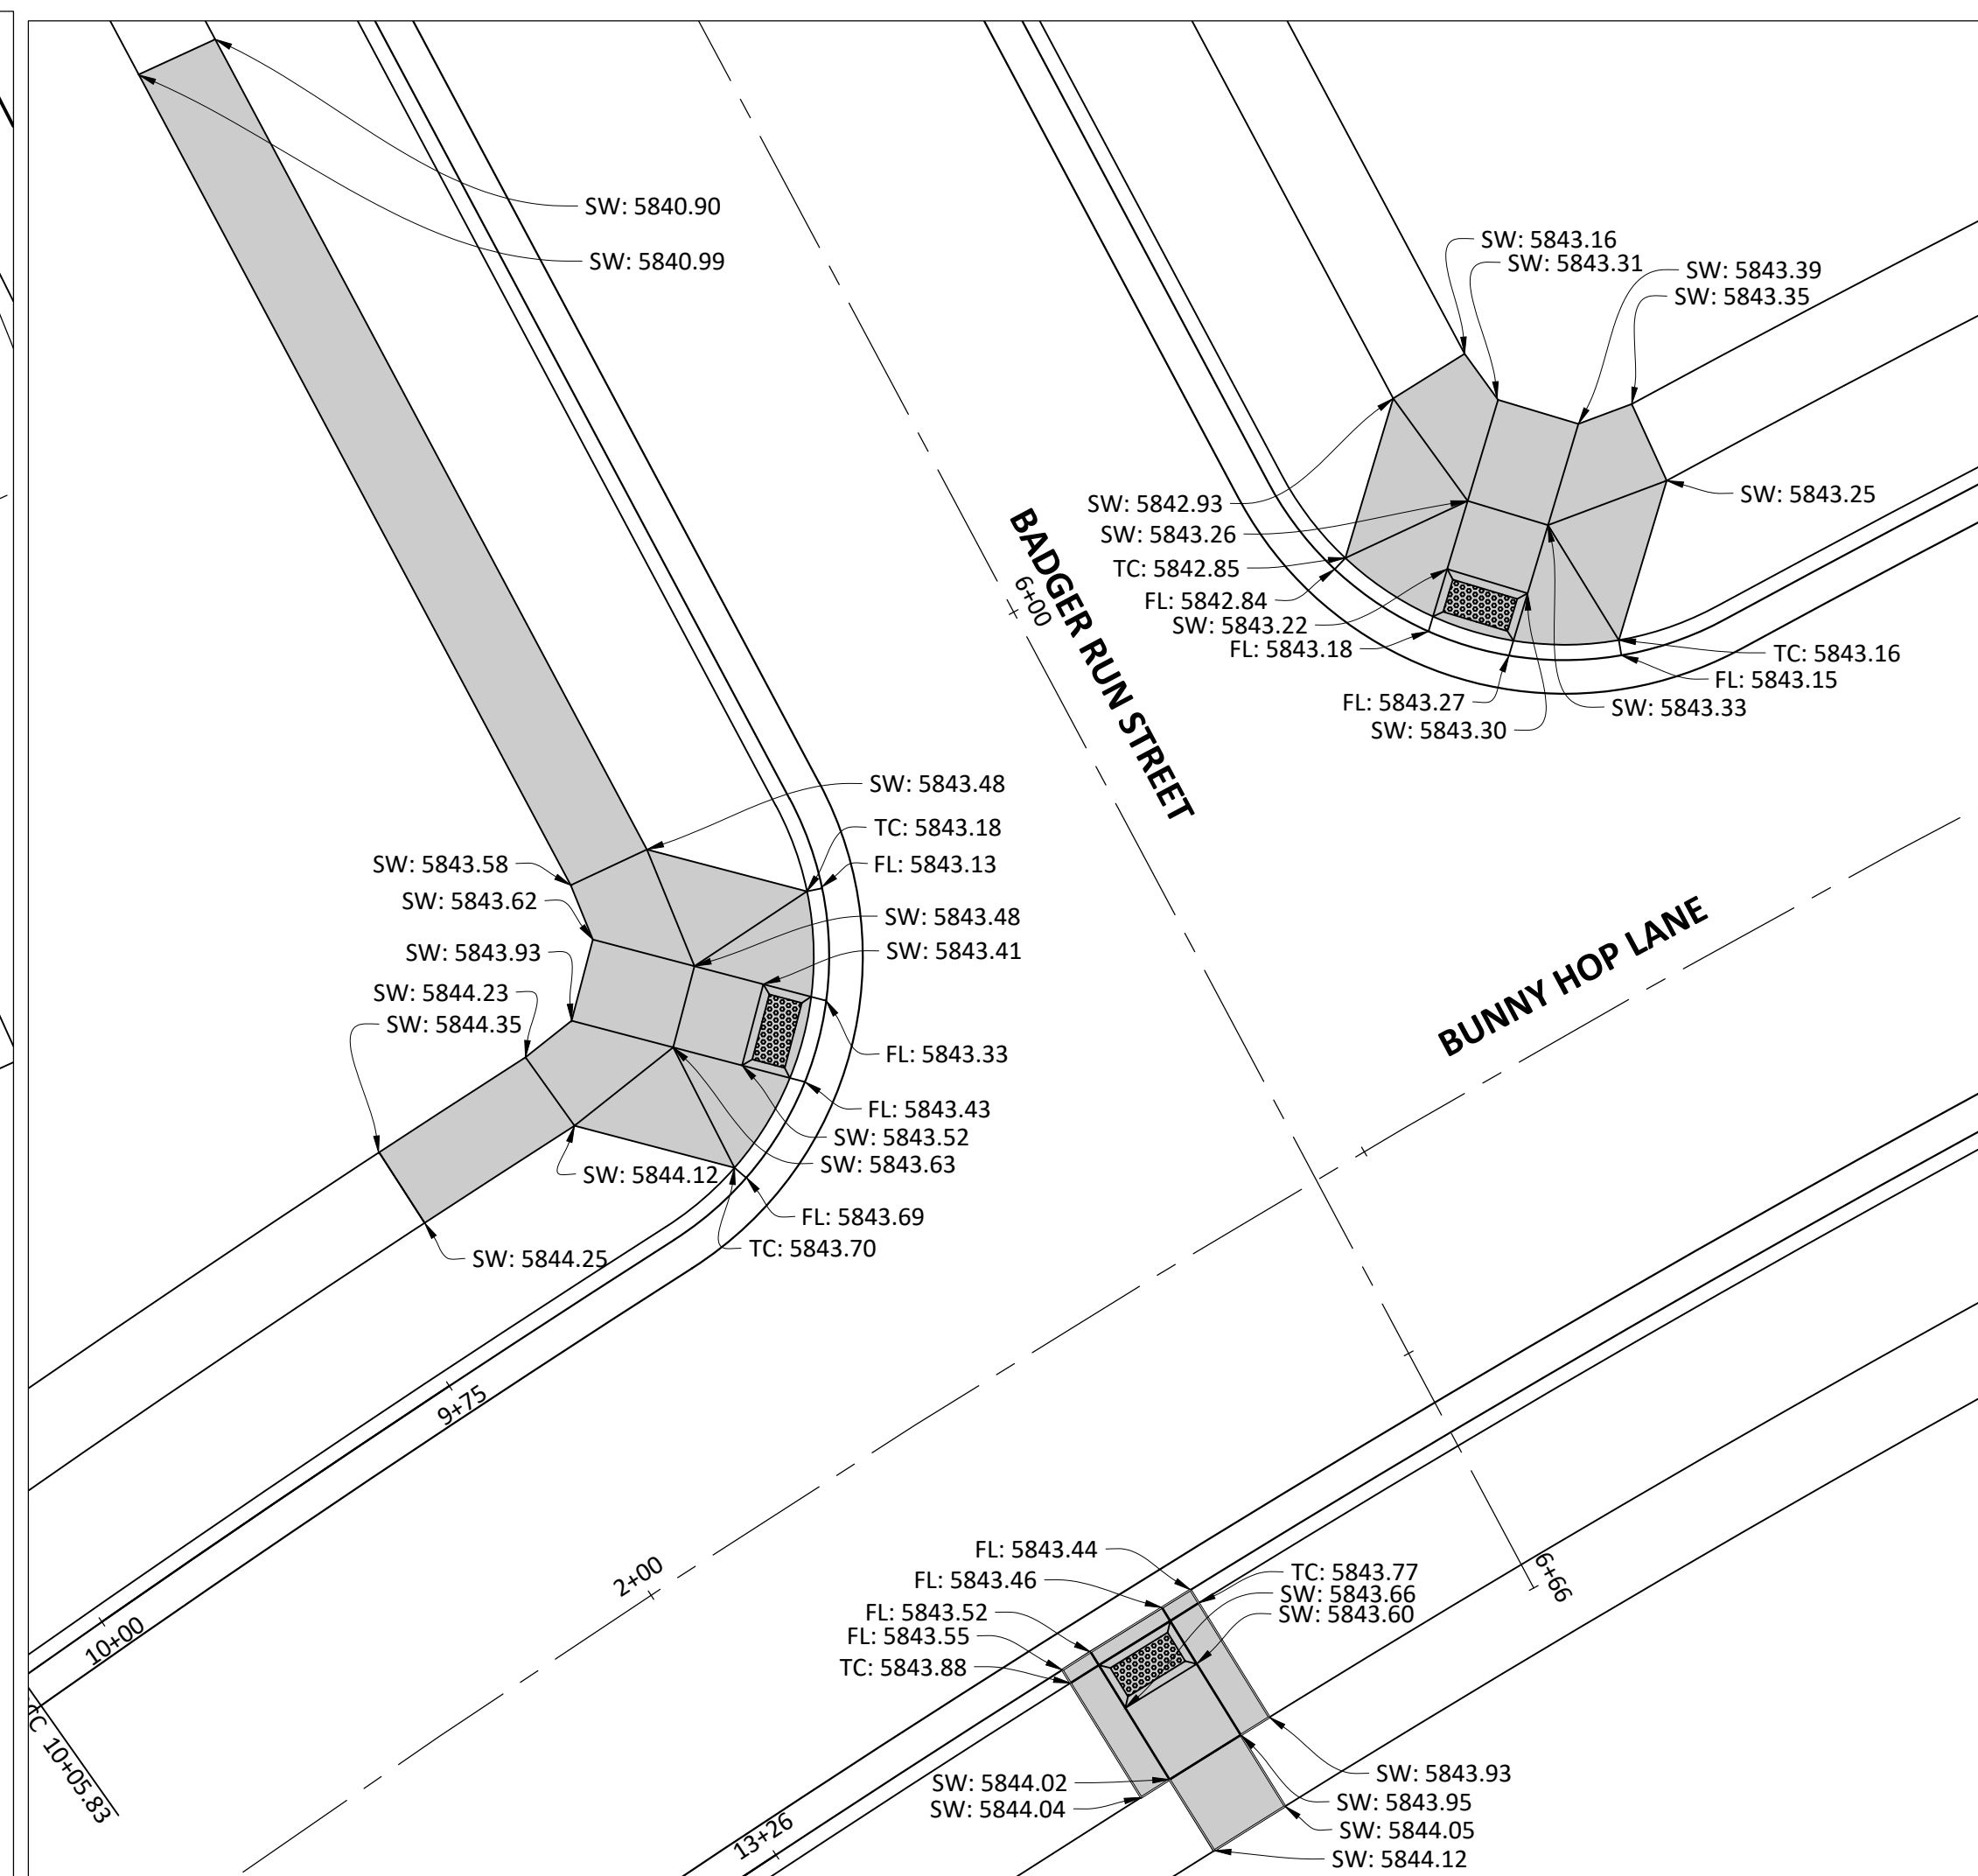 SW: 5840.90
SW: 5840.99
SW: 5843.16
SW: 5843.31
SW: 5843.39
SW: 5843.35
SW: 5842.93
SW: 5843.26
TC: 5842.85
FL: 5842.84
SW: 5843.22
FL: 5843.18
FL: 5843.27
SW: 5843.30
SW: 5843.25
TC: 5843.16
FL: 5843.15
SW: 5843.33
BADGER RUN STREET
6+00
SW: 5843.48
TC: 5843.18
FL: 5843.13
SW: 5843.58
SW: 5843.62
SW: 5843.48
SW: 5843.41
SW: 5843.93
SW: 5844.23
SW: 5844.35
BUNNY HOP LANE
FL: 5843.33
FL: 5843.43
SW: 5843.52
SW: 5843.63
SW: 5844.12
FL: 5843.69
TC: 5843.70
SW: 5844.25
9+75
2+00
10+00
TC 10+05.83
6+66
FL: 5843.44
FL: 5843.46
FL: 5843.52
FL: 5843.55
TC: 5843.88
TC: 5843.77
SW: 5843.66
SW: 5843.60
SW: 5844.02
SW: 5844.04
SW: 5843.93
SW: 5843.95
SW: 5844.05
SW: 5844.12
13+26